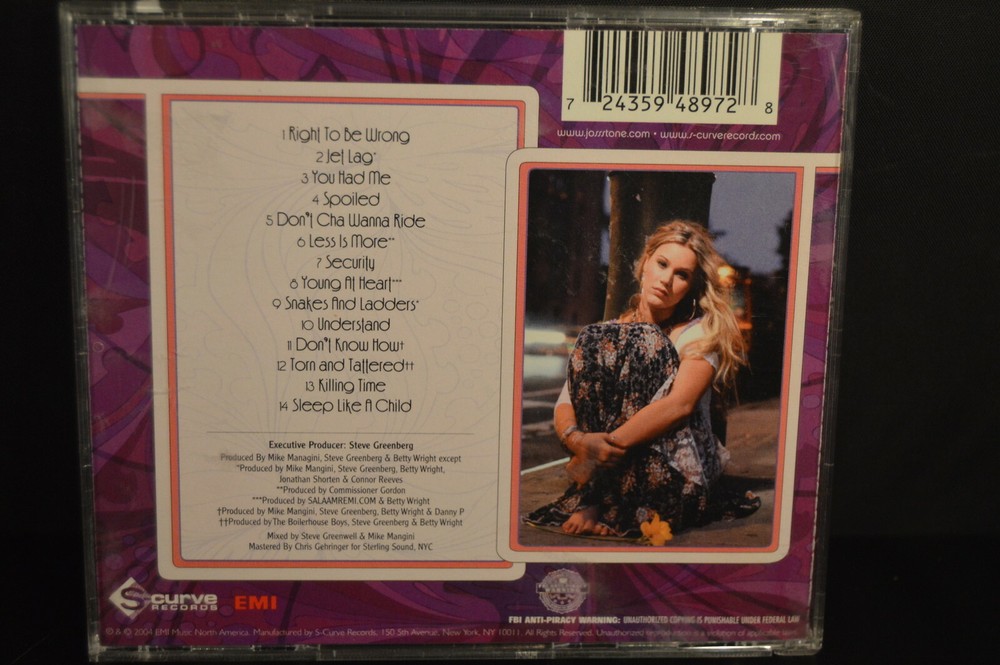 7 24359 48972 8
www.jossstone.com • www.s-curverecords.com
1 Right To Be Wrong
2 Jet Lag*
3 You Had Me
4 Spoiled
5 Don't Cha Wanna Ride
6 Less Is More**
7 Security
8 Young At Heart***
9 Snakes And Ladders*
10 Understand
11 Don't Know How†
12 Torn and Tattered††
13 Killing Time
14 Sleep Like A Child
Executive Producer: Steve Greenberg
Produced By Mike Managini, Steve Greenberg & Betty Wright except
*Produced by Mike Mangini, Steve Greenberg, Betty Wright,
Jonathan Shorten & Connor Reeves
**Produced by Commissioner Gordon
***Produced by SALAAMREMI.COM & Betty Wright
†Produced by Mike Mangini, Steve Greenberg, Betty Wright & Danny P
††Produced by The Boilerhouse Boys, Steve Greenberg & Betty Wright
Mixed by Steve Greenwell & Mike Mangini
Mastered By Chris Gehringer for Sterling Sound, NYC
S-curve
RECORDS
EMI
FBI ANTI-PIRACY WARNING: UNAUTHORIZED COPYING IS PUNISHABLE UNDER FEDERAL LAW
℗ & © 2004 EMI Music North America. Manufactured by S-Curve Records, 150 5th Avenue, New York, NY 10011. All Rights Reserved. Unauthorized reproduction is a violation of applicable laws.